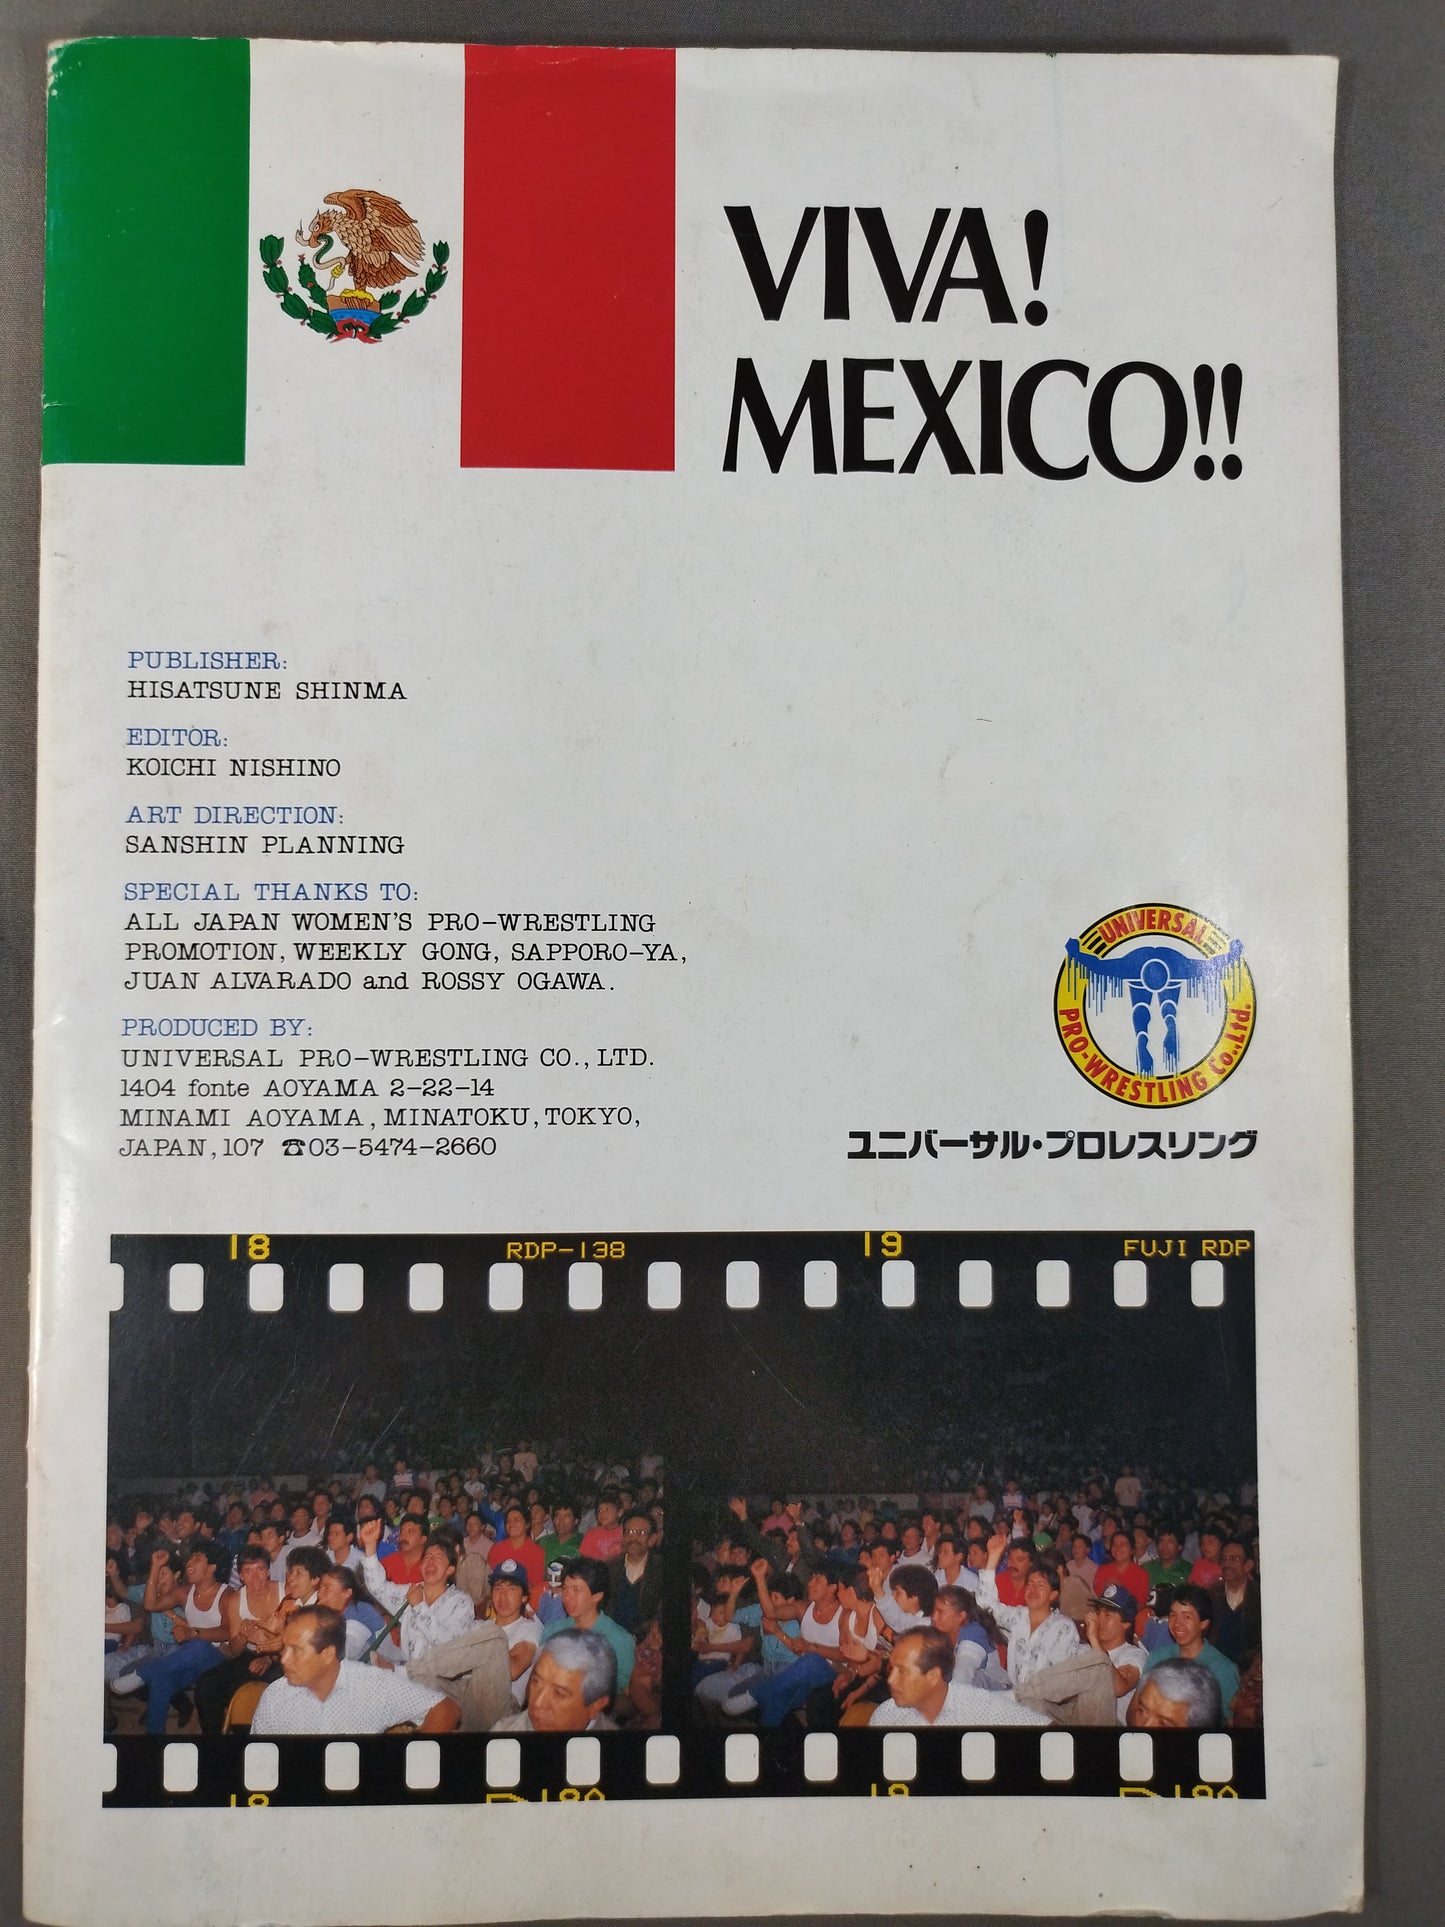 VIVA!
MEXICO!!
PUBLISHER:
HISATSUNE SHINMA
EDITOR:
KOICHI NISHINO
ART DIRECTION:
SANSHIN PLANNING
SPECIAL THANKS TO:
ALL JAPAN WOMEN'S PRO-WRESTLING
PROMOTION, WEEKLY GONG, SAPPORO-YA,
JUAN ALVARADO and ROSSY OGAWA.
PRODUCED BY:
UNIVERSAL PRO-WRESTLING CO., LTD.
1404 fonte AOYAMA 2-22-14
MINAMI AOYAMA, MINATOKU, TOKYO,
JAPAN, 107 ☎03-5474-2660
UNIVERSAL
PRO-WRESTLING Co.,Ltd.
ユニバーサル・プロレスリング
18 RDP-138 19 FUJI RDP
18 19